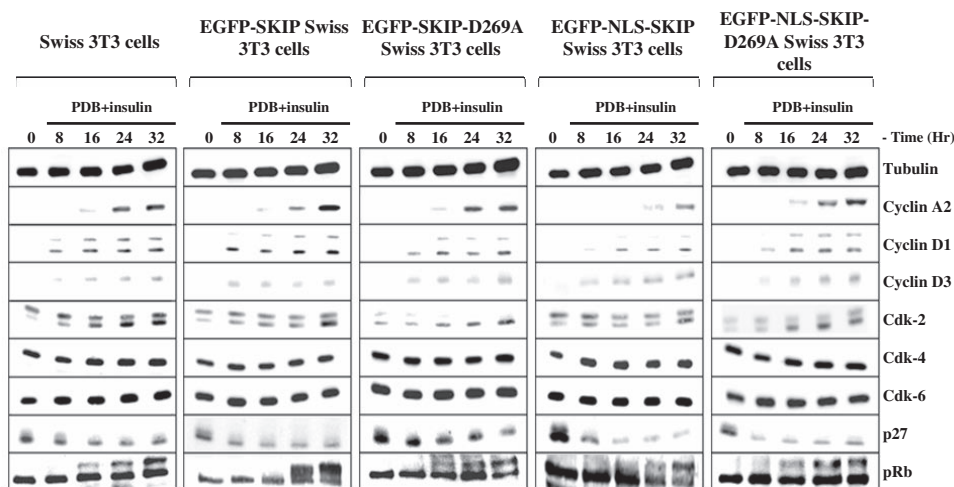 Swiss 3T3 cells
EGFP-SKIP Swiss
3T3 cells
EGFP-SKIP-D269A
Swiss 3T3 cells
EGFP-NLS-SKIP
Swiss 3T3 cells
EGFP-NLS-SKIP-
D269A Swiss 3T3
cells
PDB+insulin PDB+insulin PDB+insulin PDB+insulin PDB+insulin
0 8 16 24 32 0 8 16 24 32 0 8 16 24 32 0 8 16 24 32 0 8 16 24 32 - Time (Hr)
Tubulin
Cyclin A2
Cyclin D1
Cyclin D3
Cdk-2
Cdk-4
Cdk-6
p27
pRb